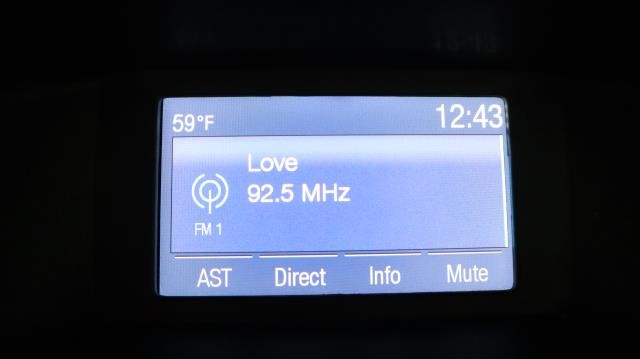 59°F 12:43
Love
92.5 MHz
FM 1
AST Direct Info Mute